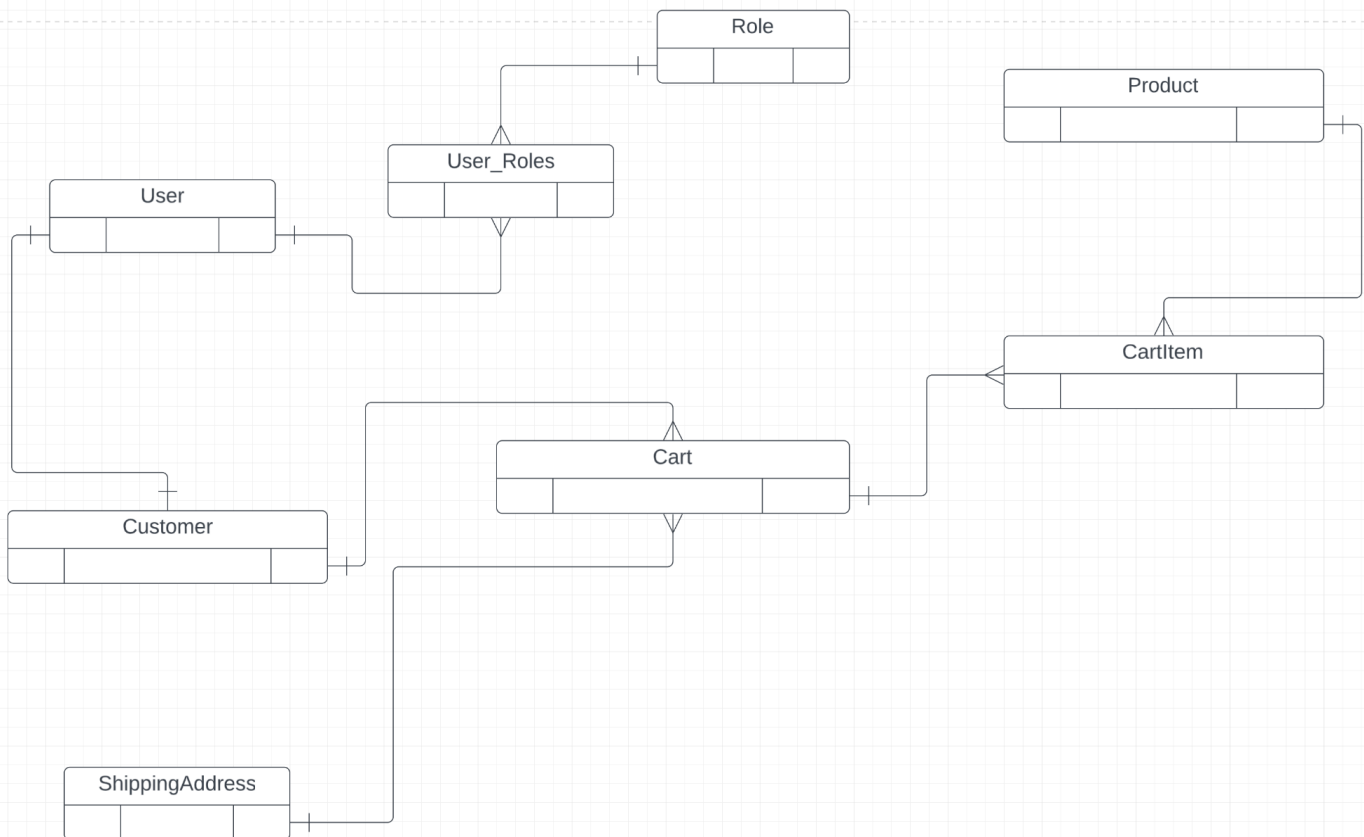 Role
Product
User_Roles
User
CartItem
Cart
Customer
ShippingAddress